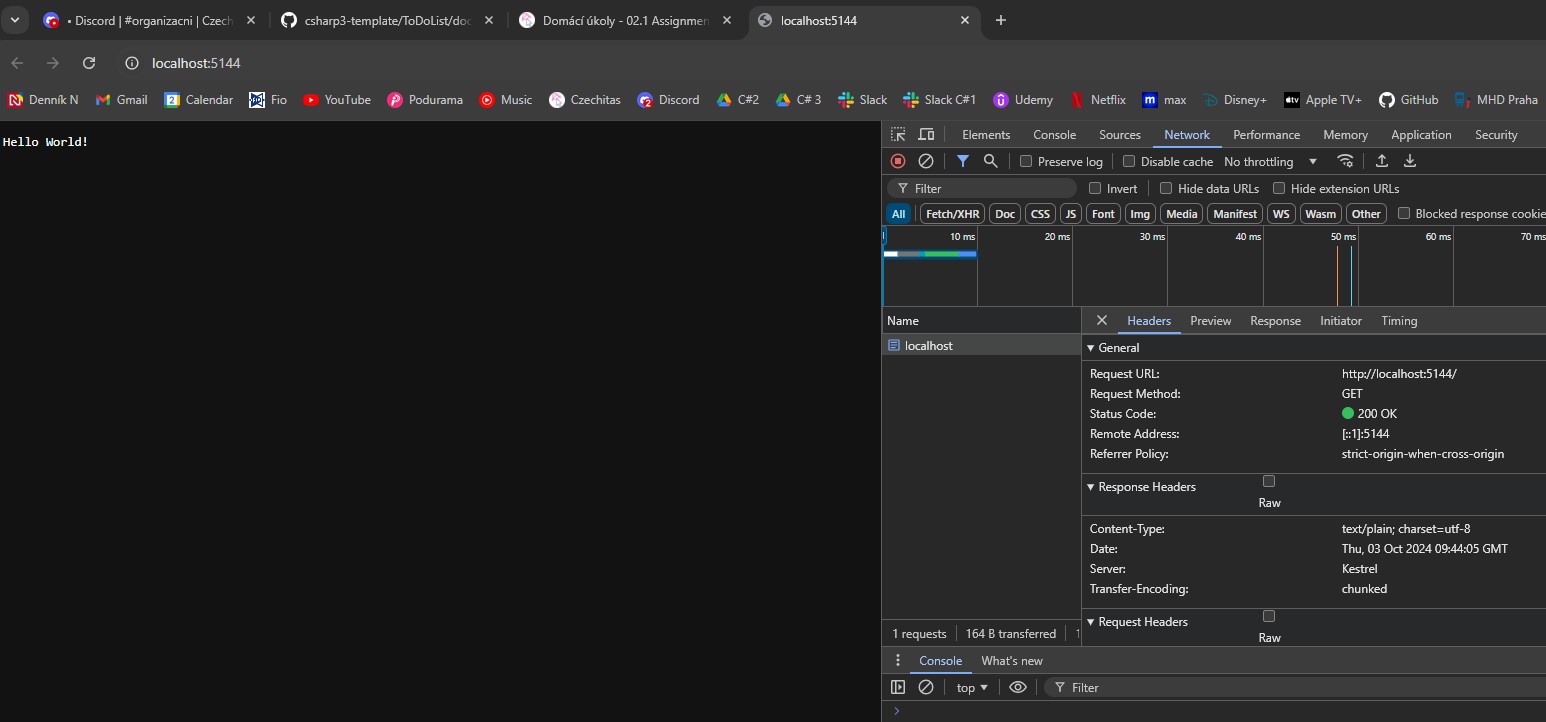 • Discord | #organizacni | Czech
csharp3-template/ToDoList/doc
Domácí úkoly - 02.1 Assignmen
localhost:5144
localhost:5144
Denník N
Gmail
Calendar
Fio
YouTube
Podurama
Music
Czechitas
Discord
C#2
C# 3
Slack
Slack C#1
Udemy
Netflix
max
Disney+
Apple TV+
GitHub
MHD Praha
Hello World!
Elements Console Sources Network Performance Memory Application Security
Preserve log Disable cache No throttling
Filter Invert Hide data URLs Hide extension URLs
All Fetch/XHR Doc CSS JS Font Img Media Manifest WS Wasm Other Blocked response cookie
10 ms 20 ms 30 ms 40 ms 50 ms 60 ms 70 ms
Name
localhost
Headers Preview Response Initiator Timing
General
Request URL: http://localhost:5144/
Request Method: GET
Status Code: 200 OK
Remote Address: [::1]:5144
Referrer Policy: strict-origin-when-cross-origin
Response Headers
Raw
Content-Type: text/plain; charset=utf-8
Date: Thu, 03 Oct 2024 09:44:05 GMT
Server: Kestrel
Transfer-Encoding: chunked
Request Headers
Raw
1 requests 164 B transferred
Console What's new
top Filter